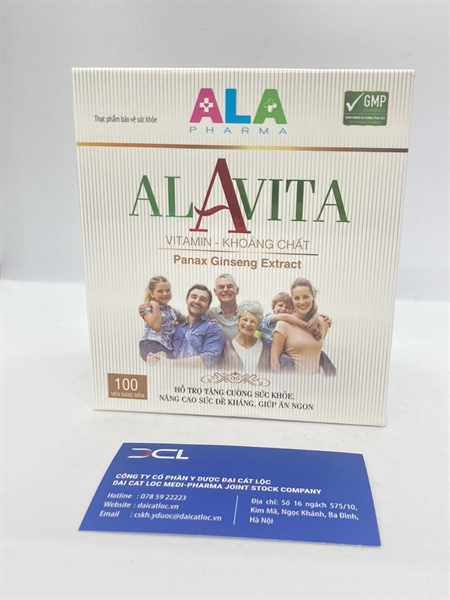 ALA
PHARMA
Thực phẩm bảo vệ sức khỏe
GMP
ALAVITA
VITAMIN - KHOÁNG CHẤT
Panax Ginseng Extract
100
VIÊN NANG MỀM
HỖ TRỢ TĂNG CƯỜNG SỨC KHỎE,
NÂNG CAO SỨC ĐỀ KHÁNG, GIÚP ĂN NGON
DCL
CÔNG TY CỔ PHẦN Y DƯỢC ĐẠI CÁT LỘC
DAI CAT LOC MEDI-PHARMA JOINT STOCK COMPANY
Hotline : 078 59 22223
Website : daicatloc.vn
Email : cskh.yduoc@daicatloc.vn
Địa chỉ: Số 16 ngách 575/10,
Kim Mã, Ngọc Khánh, Ba Đình,
Hà Nội